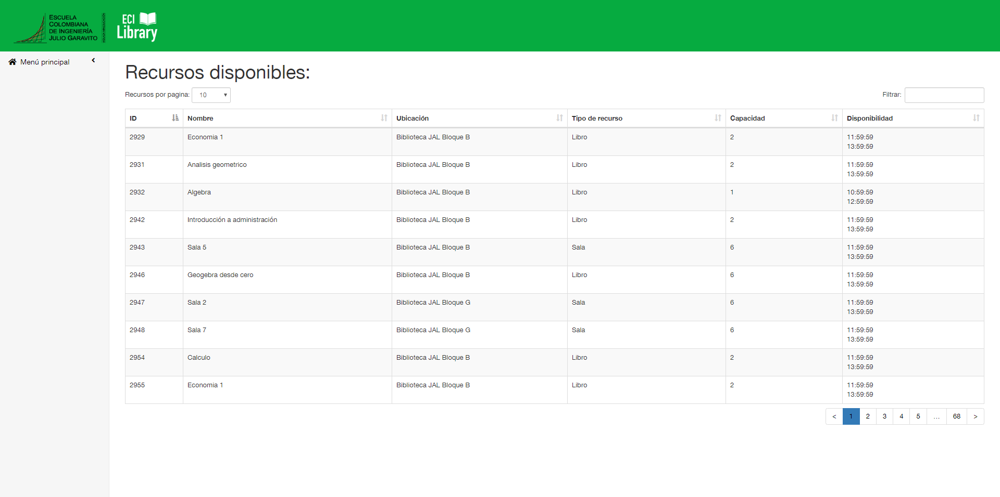 ESCUELA
COLOMBIANA
DE INGENIERÍA
JULIO GARAVITO
ECI
Library
Menú principal
Recursos disponibles:
Recursos por pagina: 10
Filtrar:
ID Nombre Ubicación Tipo de recurso Capacidad Disponibilidad
2929 Economia 1 Biblioteca JAL Bloque B Libro 2 11:59:59
13:59:59
2931 Analisis geometrico Biblioteca JAL Bloque B Libro 2 11:59:59
13:59:59
2932 Algebra Biblioteca JAL Bloque B Libro 1 10:59:59
12:59:59
2942 Introducción a administración Biblioteca JAL Bloque B Libro 2 11:59:59
13:59:59
2943 Sala 5 Biblioteca JAL Bloque B Sala 6 11:59:59
13:59:59
2946 Geogebra desde cero Biblioteca JAL Bloque B Libro 6 11:59:59
13:59:59
2947 Sala 2 Biblioteca JAL Bloque G Sala 6 11:59:59
13:59:59
2948 Sala 7 Biblioteca JAL Bloque G Sala 6 11:59:59
13:59:59
2954 Calculo Biblioteca JAL Bloque B Libro 2 11:59:59
13:59:59
2955 Economia 1 Biblioteca JAL Bloque B Libro 2 11:59:59
13:59:59
< 1 2 3 4 5 … 68 >